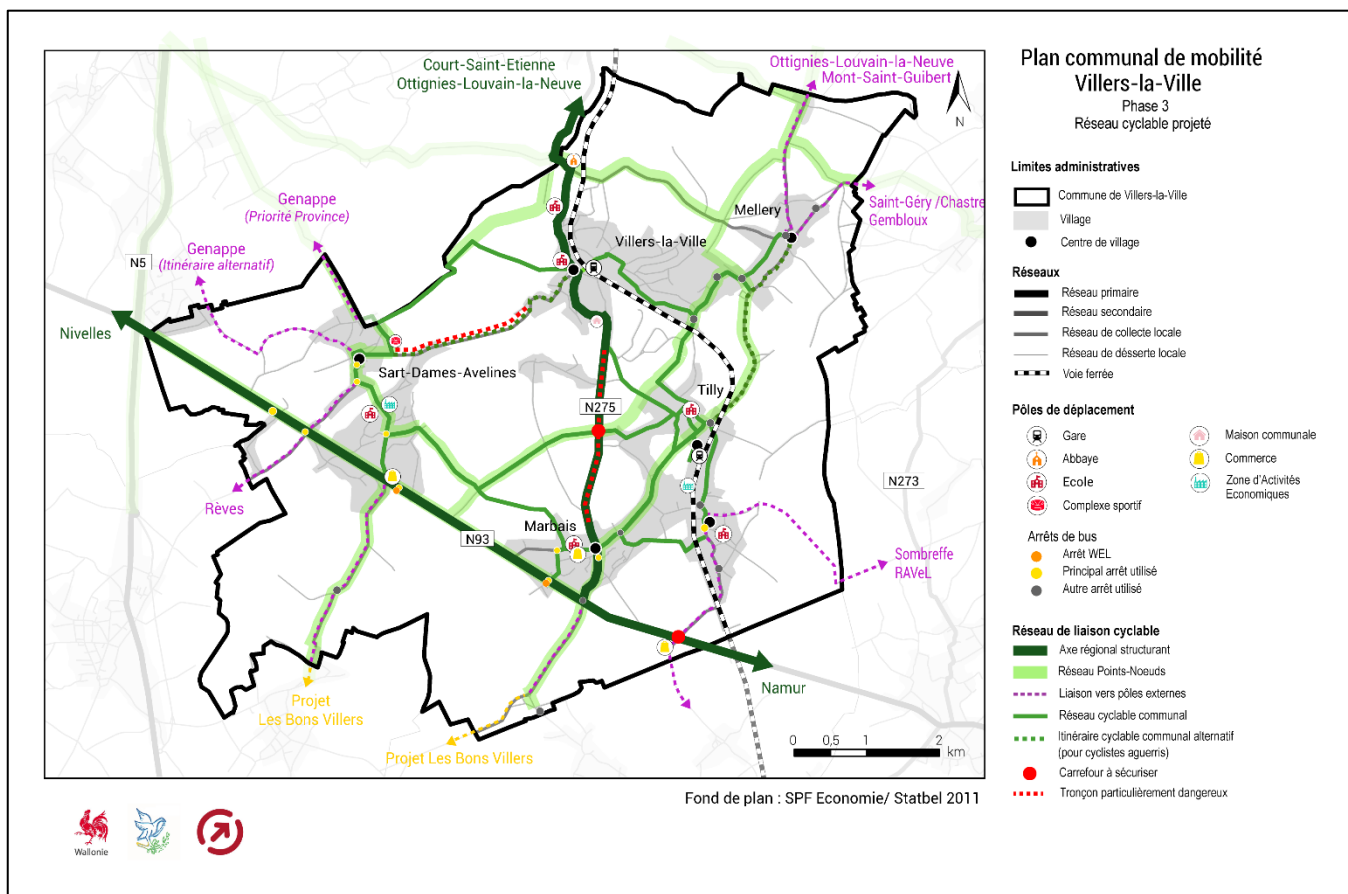 Plan communal de mobilité
Villers-la-Ville
Phase 3
Réseau cyclable projeté
Court-Saint-Etienne
Ottignies-Louvain-la-Neuve
Ottignies-Louvain-la-Neuve
Mont-Saint-Guibert
N
Genappe
(Priorité Province)
Saint-Géry /Chastre
Gembloux
Mellery
Villers-la-Ville
Genappe
(Itinéraire alternatif)
N5
Nivelles
Sart-Dames-Avelines
Tilly
N275
N273
Rèves
Marbais
N93
Sombreffe
RAVeL
Namur
Projet
Les Bons Villers
Projet Les Bons Villers
0 0,5 1 2
km
Limites administratives
Commune de Villers-la-Ville
Village
Centre de village
Réseaux
Réseau primaire
Réseau secondaire
Réseau de collecte locale
Réseau de désserte locale
Voie ferrée
Pôles de déplacement
Gare
Abbaye
Ecole
Complexe sportif
Maison communale
Commerce
Zone d'Activités
Economiques
Arrêts de bus
Arrêt WEL
Principal arrêt utilisé
Autre arrêt utilisé
Réseau de liaison cyclable
Axe régional structurant
Réseau Points-Noeuds
Liaison vers pôles externes
Réseau cyclable communal
Itinéraire cyclable communal alternatif
(pour cyclistes aguerris)
Carrefour à sécuriser
Tronçon particulièrement dangereux
Fond de plan : SPF Economie/ Statbel 2011
Wallonie